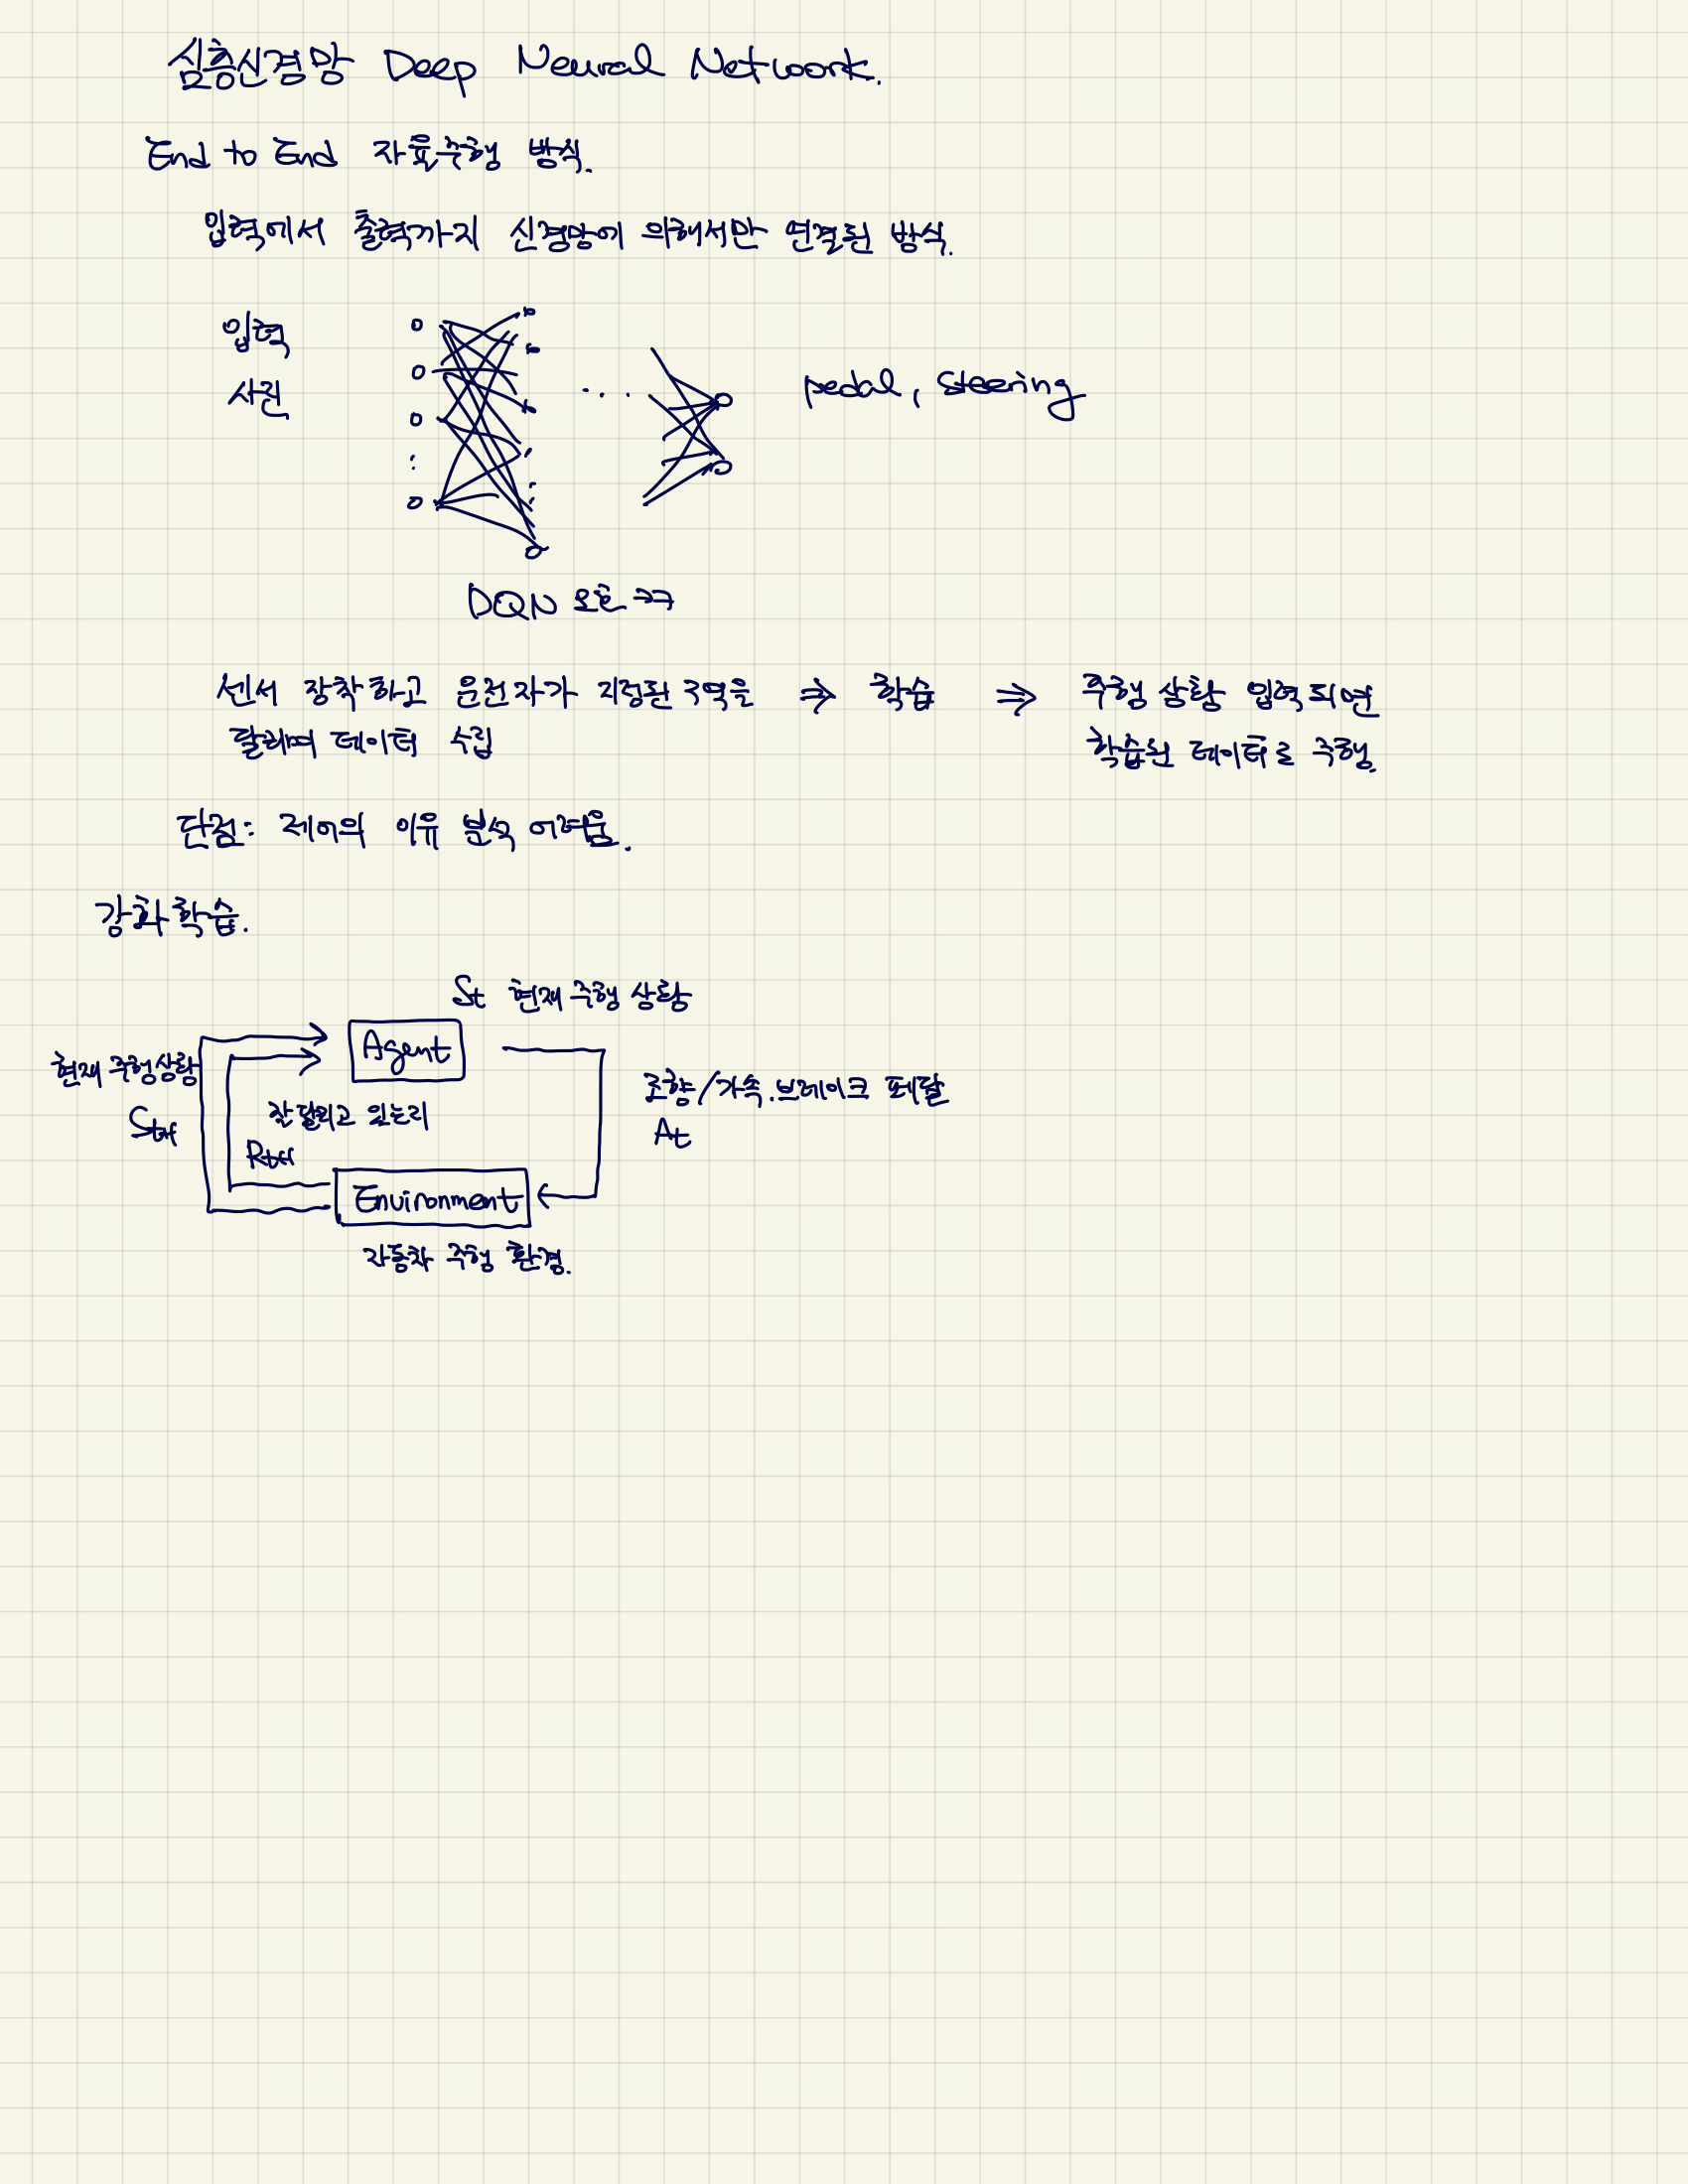 심층신경망 Deep Neural Network.
End to End 자율주행 방식.
입력에서 출력까지 신경망에 의해서만 연결된 방식.
입력
사진
pedal, steering
DQN
센서 장착하고 운전자가 지정된 구역을 ⇒ 학습 ⇒ 주행 상황 입력되면
달리며 데이터 수집
학습된 데이터로 주행.
단점: 제어의 이유 분석 어려움.
강화학습.
St 현재 주행 상황
Agent
현재 주행상황
St+1
잘 달리고 있는지
Rt+1
조향/가속.브레이크 페달
At
Environment
자동차 주행 환경.